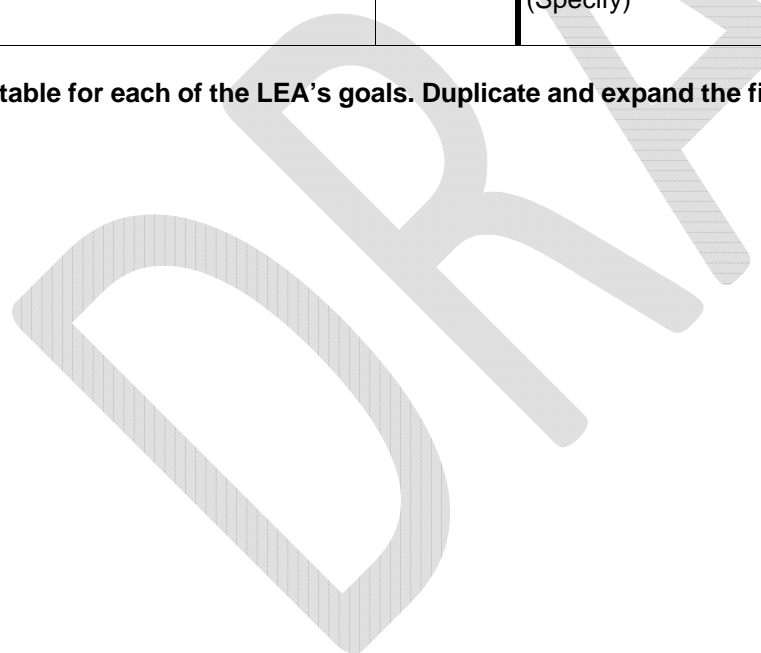 (Specify)
table for each of the LEA’s goals. Duplicate and expand the fi
DRA